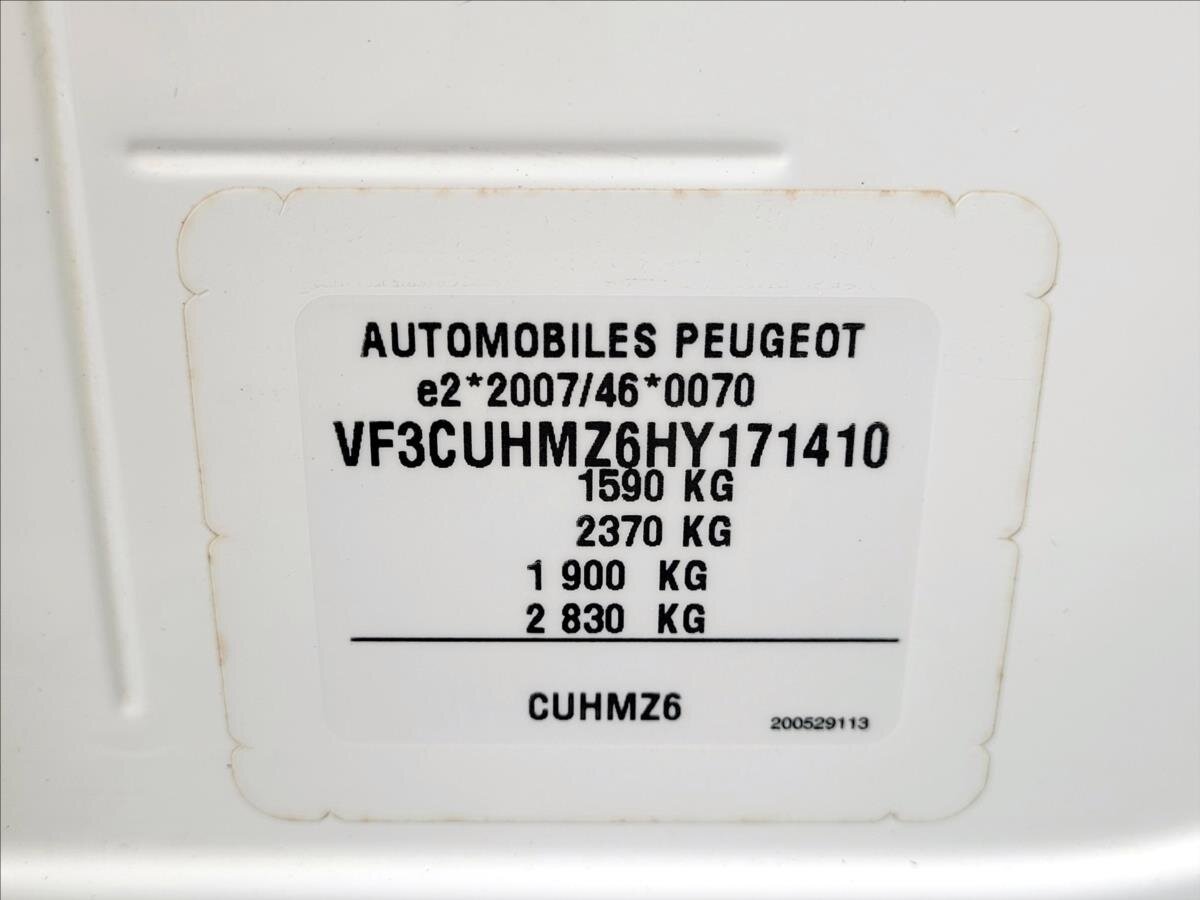 AUTOMOBILES PEUGEOT
e2*2007/46*0070
VF3CUHMZ6HY171410
1590 KG
2370 KG
1 900 KG
2 830 KG
CUHMZ6
200529113